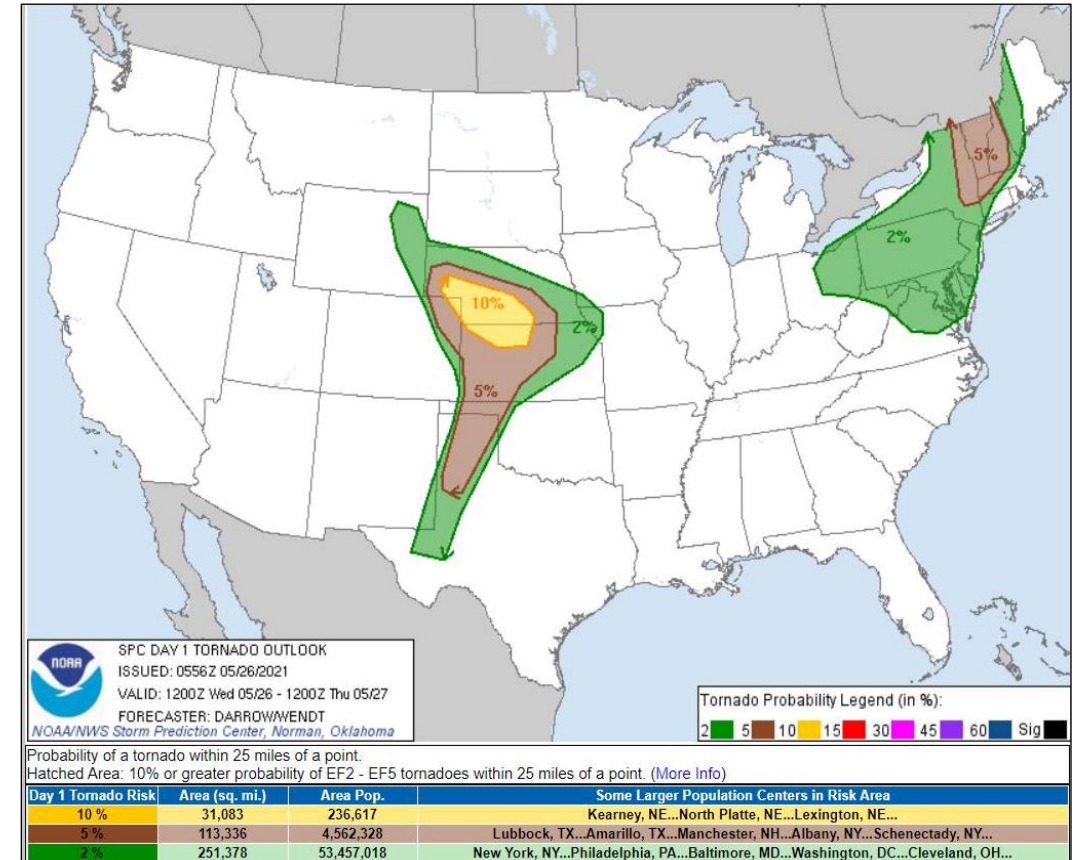 5%
2%
10%
2%
5%
NOAA
SPC DAY 1 TORNADO OUTLOOK
ISSUED: 0556Z 05/26/2021
VALID: 1200Z Wed 05/26 - 1200Z Thu 05/27
FORECASTER: DARROW/WENDT
NOAA/NWS Storm Prediction Center, Norman, Oklahoma
Tornado Probability Legend (in %):
2 5 10 15 30 45 60 Sig
Probability of a tornado within 25 miles of a point.
Hatched Area: 10% or greater probability of EF2 - EF5 tornadoes within 25 miles of a point. (More Info)
Day 1 Tornado Risk Area (sq. mi.) Area Pop. Some Larger Population Centers in Risk Area
10 % 31,083 236,617 Kearney, NE...North Platte, NE...Lexington, NE...
5 % 113,336 4,562,328 Lubbock, TX...Amarillo, TX...Manchester, NH...Albany, NY...Schenectady, NY...
2 % 251,378 53,457,018 New York, NY...Philadelphia, PA...Baltimore, MD...Washington, DC...Cleveland, OH...